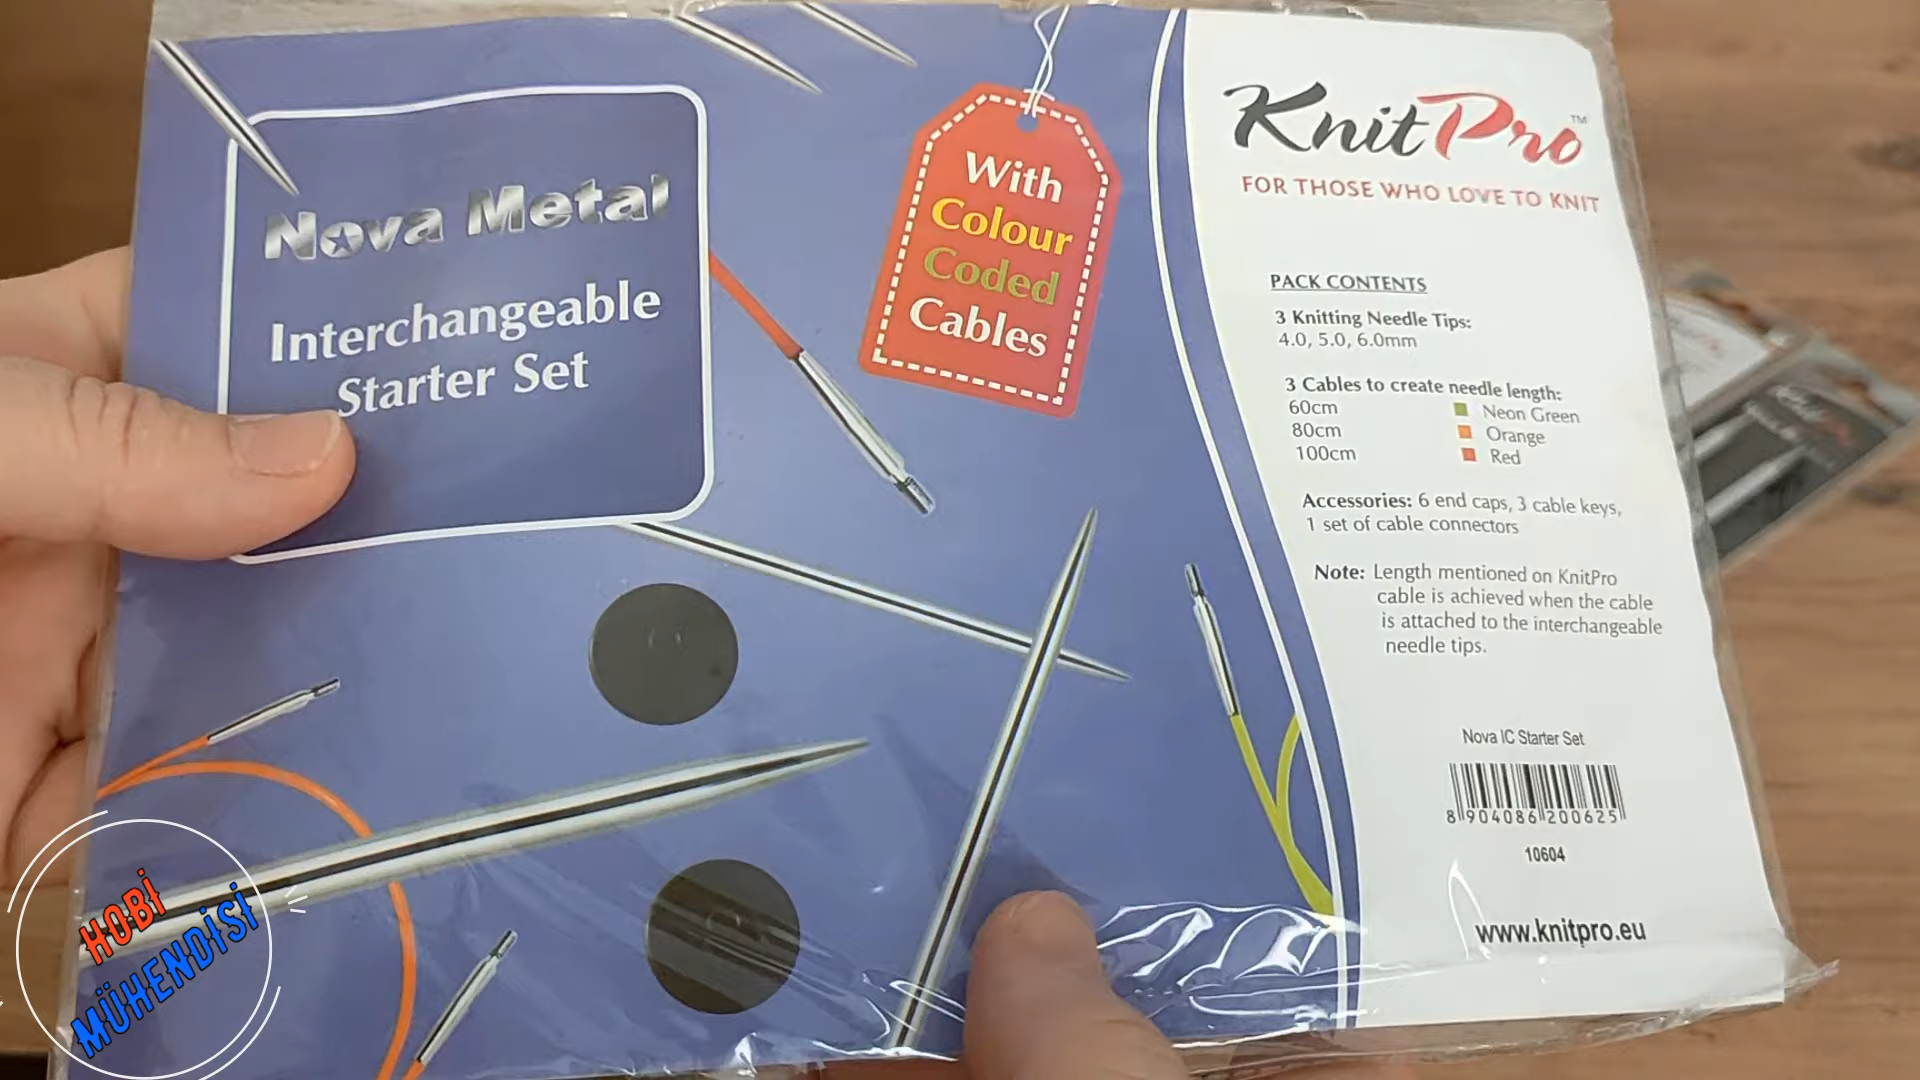 Nova Metal
Interchangeable
Starter Set
With
Colour
Coded
Cables
KnitPro™
FOR THOSE WHO LOVE TO KNIT
PACK CONTENTS
3 Knitting Needle Tips:
4.0, 5.0, 6.0mm
3 Cables to create needle length:
60cm Neon Green
80cm Orange
100cm Red
Accessories: 6 end caps, 3 cable keys,
1 set of cable connectors
Note: Length mentioned on KnitPro
cable is achieved when the cable
is attached to the interchangeable
needle tips.
Nova IC Starter Set
8 904086 200625
10604
www.knitpro.eu
HOBİ
MÜHENDİSİ
KnitPro